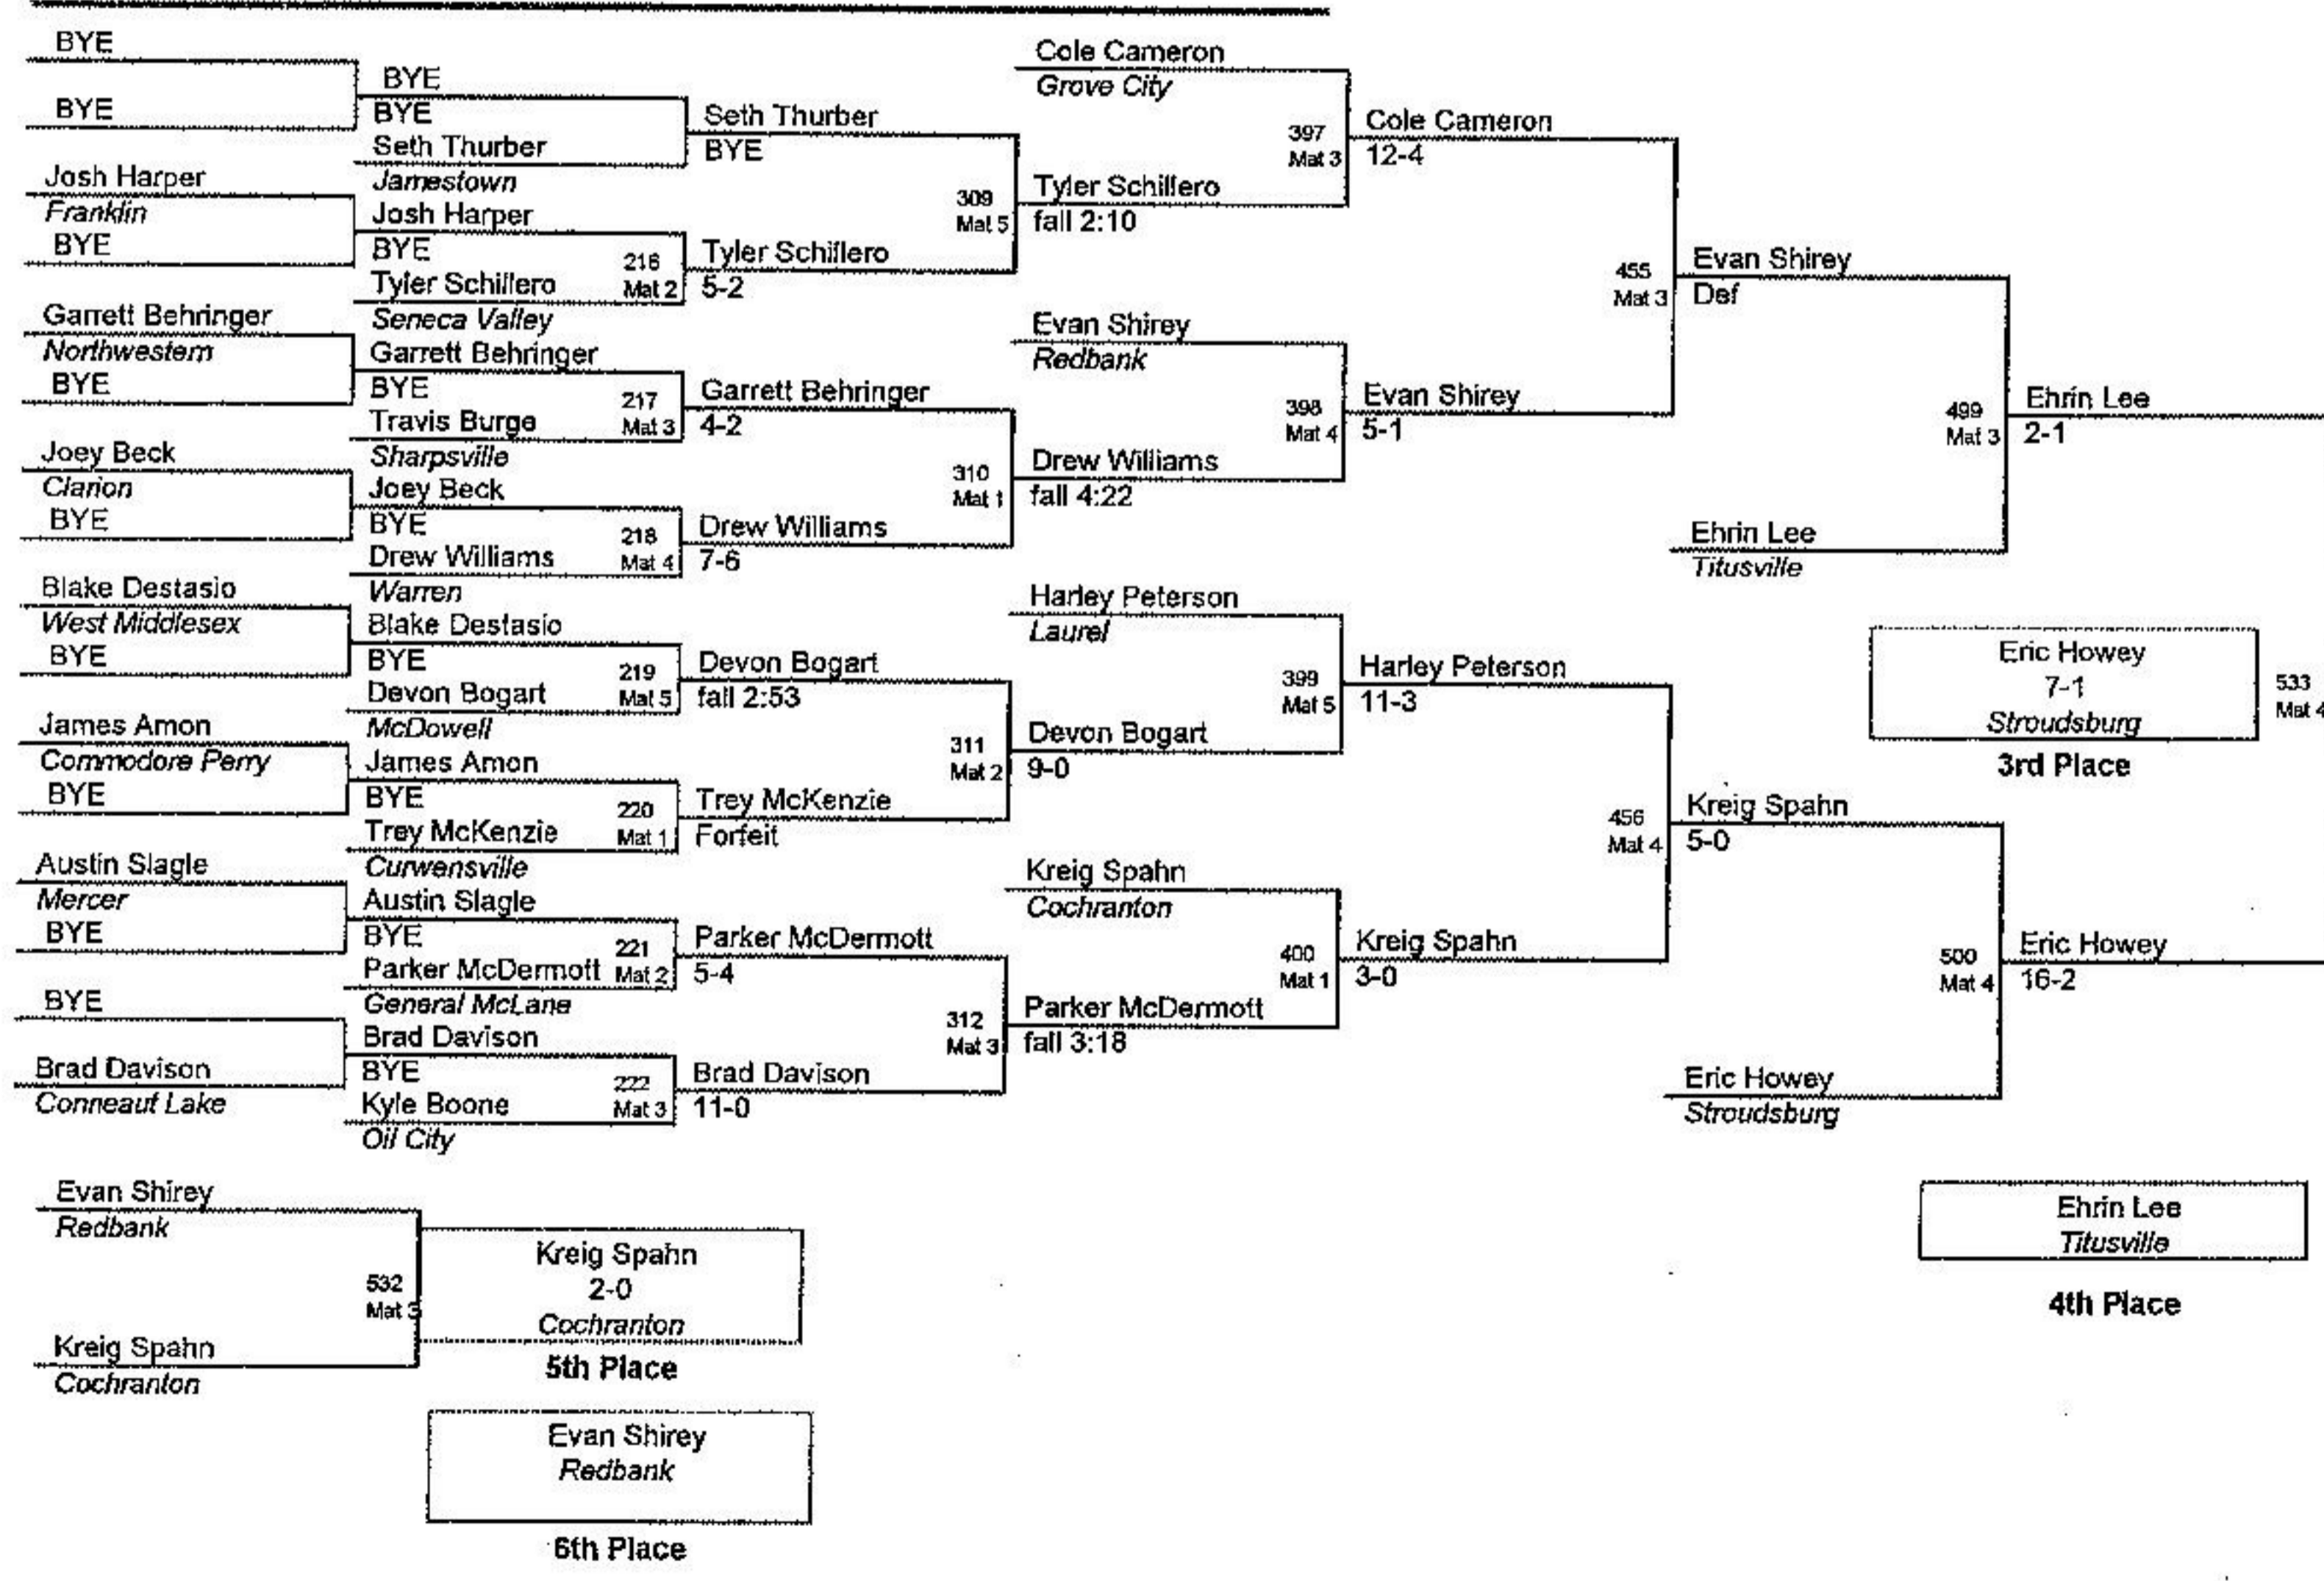 BYE
BYE
Josh Harper
Franklin
BYE
Garrett Behringer
Northwestern
BYE
Joey Beck
Clarion
BYE
Blake Destasio
West Middlesex
BYE
James Amon
Commodore Perry
BYE
Austin Slagle
Mercer
BYE
BYE
Brad Davison
Conneaut Lake
BYE
BYE
Seth Thurber
Jamestown
Josh Harper
BYE
Tyler Schillero
Seneca Valley
216
Mat 2
Garrett Behringer
BYE
Travis Burge
Sharpsville
217
Mat 3
Joey Beck
BYE
Drew Williams
Warren
218
Mat 4
Blake Destasio
BYE
Devon Bogart
McDowell
219
Mat 5
James Amon
BYE
Trey McKenzie
Curwensville
220
Mat 1
Austin Slagle
BYE
Parker McDermott
General McLane
221
Mat 2
Brad Davison
BYE
Kyle Boone
Oil City
222
Mat 3
Seth Thurber
BYE
Tyler Schillero
5-2
309
Mat 5
Garrett Behringer
4-2
Drew Williams
7-6
310
Mat 1
Devon Bogart
fall 2:53
Trey McKenzie
Forfeit
311
Mat 2
Parker McDermott
5-4
Brad Davison
11-0
312
Mat 3
Cole Cameron
Grove City
Tyler Schillero
fall 2:10
397
Mat 3
Evan Shirey
Redbank
Drew Williams
fall 4:22
398
Mat 4
Harley Peterson
Laurel
Devon Bogart
9-0
399
Mat 5
Kreig Spahn
Cochranton
Parker McDermott
fall 3:18
400
Mat 1
Cole Cameron
12-4
Evan Shirey
5-1
455
Mat 3
Harley Peterson
11-3
Kreig Spahn
3-0
456
Mat 4
Evan Shirey
Def
Ehrin Lee
Titusville
499
Mat 3
Kreig Spahn
5-0
Eric Howey
Stroudsburg
500
Mat 4
Ehrin Lee
2-1
Eric Howey
16-2
Eric Howey
7-1
Stroudsburg
3rd Place
533
Mat 4
Ehrin Lee
Titusville
4th Place
Evan Shirey
Redbank
Kreig Spahn
Cochranton
532
Mat 3
Kreig Spahn
2-0
Cochranton
5th Place
Evan Shirey
Redbank
6th Place